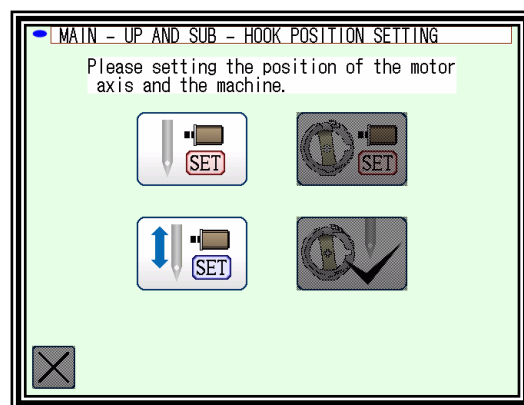 MAIN – UP AND SUB – HOOK POSITION SETTING
Please setting the position of the motor
axis and the machine.
SET
SET
SET